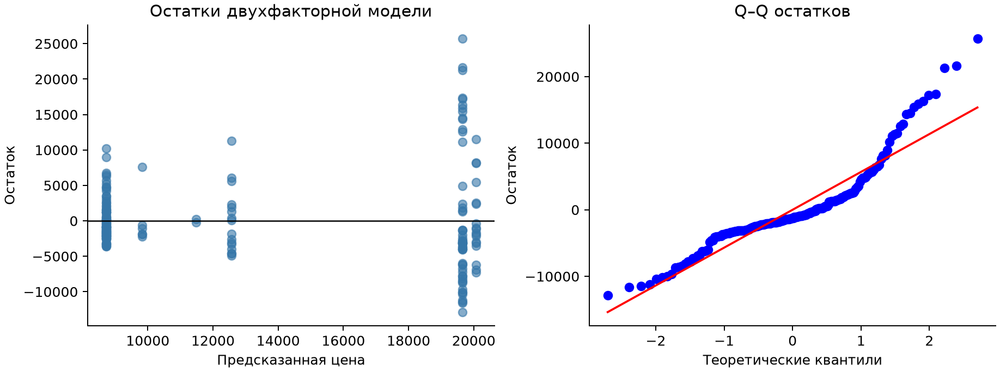 Остатки двухфакторной модели
25000
20000
15000
10000
5000
0
−5000
−10000
Остаток
10000 12000 14000 16000 18000 20000
Предсказанная цена
Q–Q остатков
20000
10000
0
−10000
Остаток
−2 −1 0 1 2
Теоретические квантили